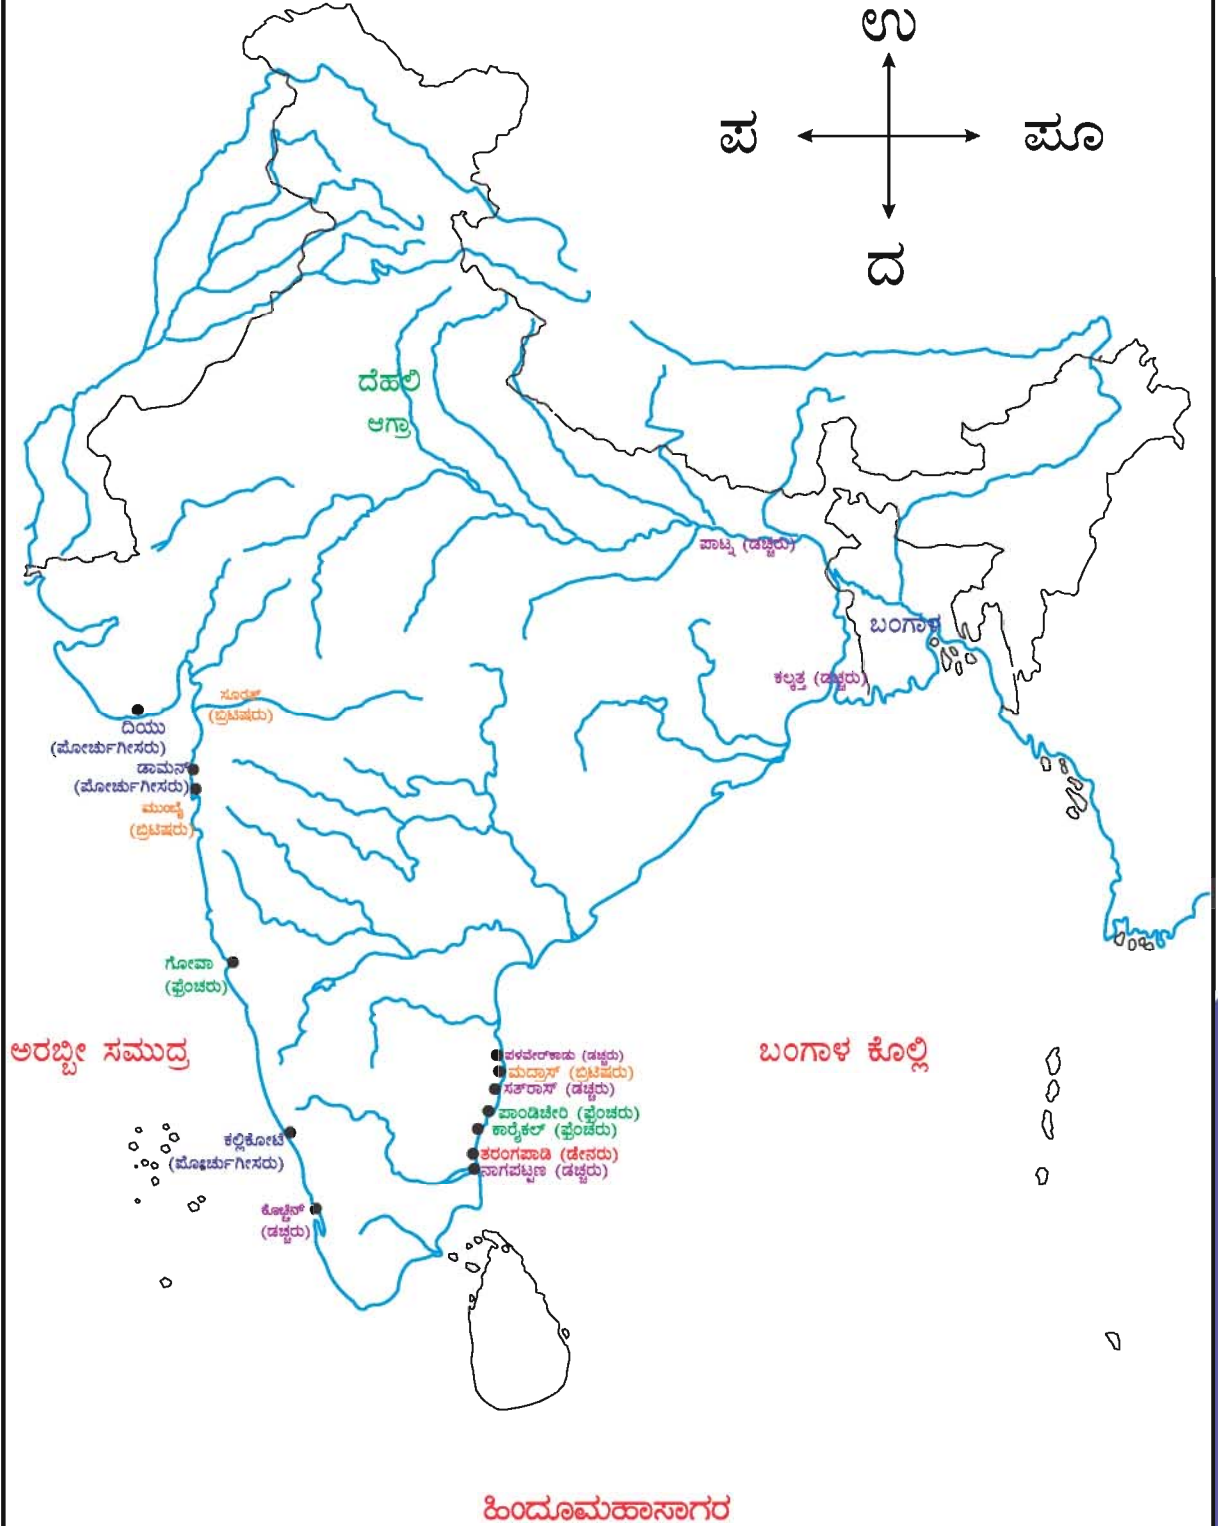 ಉ
ಪ
ಪೂ
ದ
ದೆಹಲಿ
ಆಗ್ರಾ
ಪಾಟ್ನ (ಡಚ್ಚರು)
ಬಂಗಾಳ
ಕಲ್ಕತ್ತ (ಡಚ್ಚರು)
ಸೂರತ್
(ಬ್ರಿಟಿಷರು)
ದಿಯು
(ಪೋರ್ಚುಗೀಸರು)
ಡಾಮನ್
(ಪೋರ್ಚುಗೀಸರು)
ಮುಂಬೈ
(ಬ್ರಿಟಿಷರು)
ಗೋವಾ
(ಫ್ರೆಂಚರು)
ಅರಬ್ಬೀ ಸಮುದ್ರ
ಬಂಗಾಳ ಕೊಲ್ಲಿ
ಪಳವೇರ್‌ಕಾಡು (ಡಚ್ಚರು)
ಮದ್ರಾಸ್ (ಬ್ರಿಟಿಷರು)
ಸತ್‌ರಾಸ್ (ಡಚ್ಚರು)
ಪಾಂಡಿಚೇರಿ (ಫ್ರೆಂಚರು)
ಕಾರೈಕಲ್ (ಫ್ರೆಂಚರು)
ತರಂಗಪಾಡಿ (ಡೇನರು)
ನಾಗಪಟ್ಟಣ (ಡಚ್ಚರು)
ಕಲ್ಲಿಕೋಟೆ
(ಪೋರ್ಚುಗೀಸರು)
ಕೊಚ್ಚಿನ್
(ಡಚ್ಚರು)
ಹಿಂದೂಮಹಾಸಾಗರ